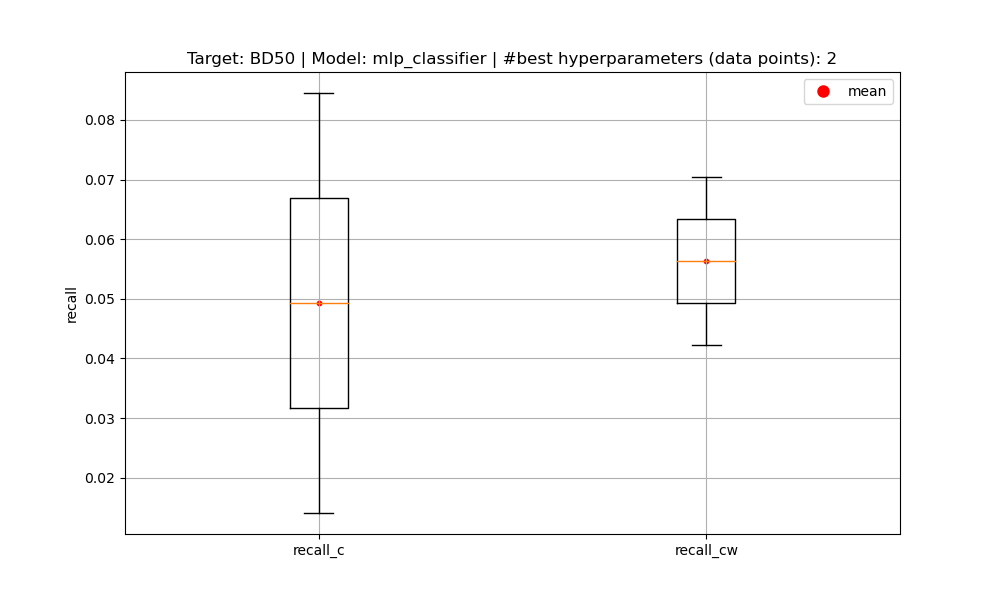 Target: BD50 | Model: mlp_classifier | #best hyperparameters (data points): 2
mean
0.08
0.07
0.06
0.05
0.04
0.03
0.02
recall
recall_c
recall_cw